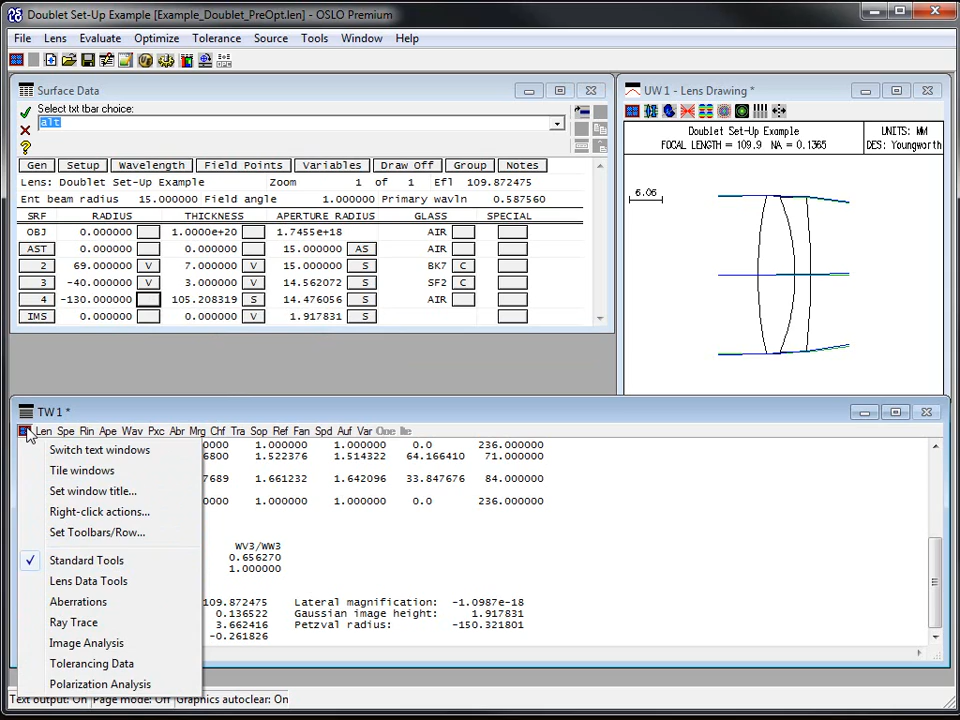 Doublet Set-Up Example [Example_Doublet_PreOpt.len] - OSLO Premium
File Lens Evaluate Optimize Tolerance Source Tools Window Help
Surface Data
Select txt tbar choice:
alt
Gen Setup Wavelength Field Points Variables Draw Off Group Notes
Lens: Doublet Set-Up Example Zoom 1 of 1 Efl 109.872475
Ent beam radius 15.000000 Field angle 1.000000 Primary wavln 0.587560
SRF RADIUS THICKNESS APERTURE RADIUS GLASS SPECIAL
OBJ 0.000000 1.0000e+20 1.7455e+18 AIR
AST 0.000000 0.000000 15.000000 AS AIR
2 69.000000 V 7.000000 15.000000 S BK7 C
3 -40.000000 V 3.000000 14.562072 S SF2 C
4 -130.000000 105.208319 S 14.476056 S AIR
IMS 0.000000 0.000000 V 1.917831 S
UW 1 - Lens Drawing *
Doublet Set-Up Example
FOCAL LENGTH = 109.9 NA = 0.1365
UNITS: MM
DES: Youngworth
6.06
TW 1 *
Len Spe Rin Ape Wav Pxc Abr Mrg Chf Tra Sop Ref Fan Spd Auf Var Ope Ite
Switch text windows
Tile windows
Set window title...
Right-click actions...
Set Toolbars/Row...
Standard Tools
Lens Data Tools
Aberrations
Ray Trace
Image Analysis
Tolerancing Data
Polarization Analysis
00000 1.000000 1.000000 0.0 236.000000
6800 1.522376 1.514322 64.166410 71.000000
7689 1.661232 1.642096 33.847676 84.000000
00000 1.000000 1.000000 0.0 236.000000
WV3/WW3
0.656270
1.000000
109.872475 Lateral magnification: -1.0987e-18
0.136522 Gaussian image height: 1.917831
3.662416 Petzval radius: -150.321801
-0.261826
Text output: On Page mode: Off Graphics autoclear: On